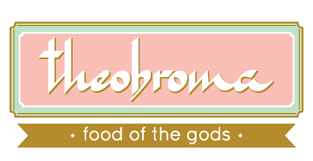 theobroma
• food of the gods •